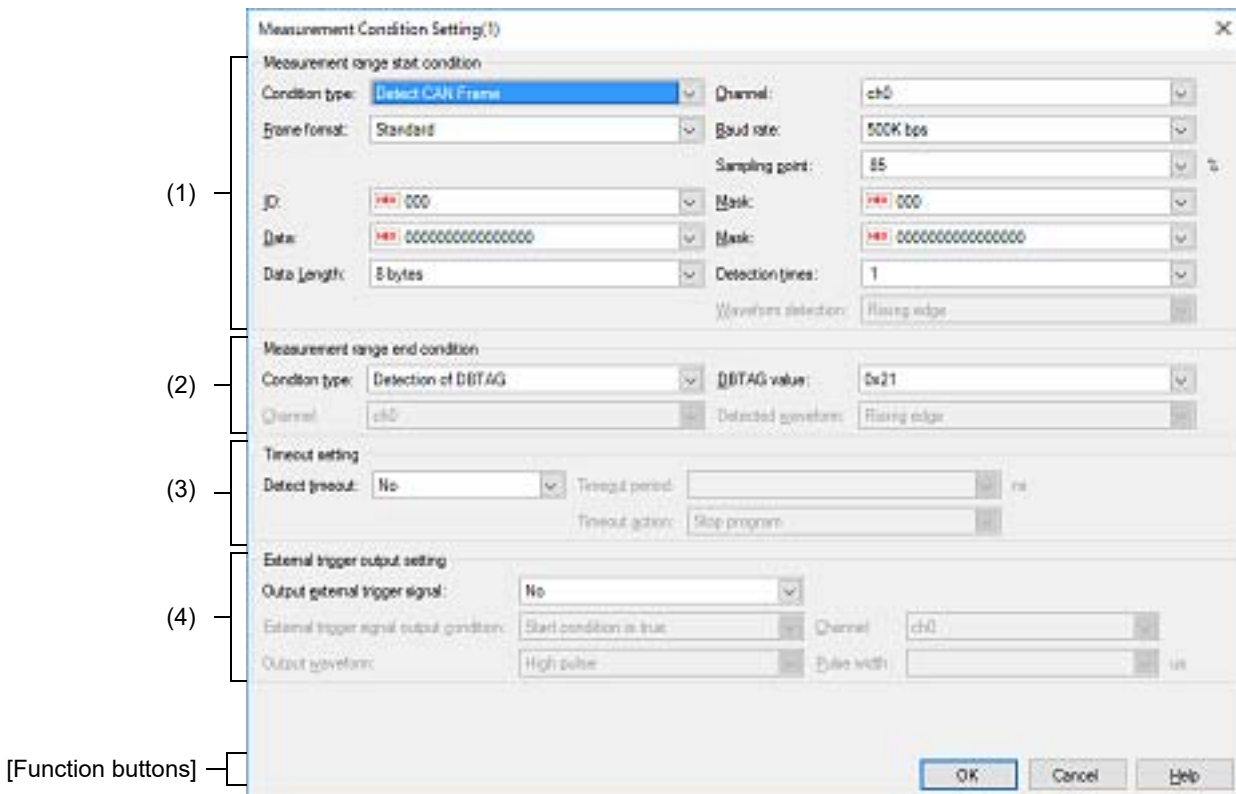 Measurement Condition Setting(1)
Measurement range start condition
Condition type: Detect CAN Frame Channel: ch0
Frame format: Standard Baud rate: 500K bps
Sampling point: 85
(1)
ID: HEX 000 Mask: HEX 000
Data: HEX 0000000000000000 Mask: HEX 0000000000000000
Data Length: 8 bytes Detection times: 1
Waveform detection: Rising edge
Measurement range end condition
(2)
Condition type: Detection of DBTAG DBTAG value: 0x21
Channel: ch0 Detected waveform: Rising edge
Timeout setting
(3)
Detect timeout: No Timeout period:
Timeout action: Stop program
External trigger output setting
Output external trigger signal: No
(4)
External trigger signal output condition: Start condition is true Channel: ch0
Output waveform: High pulse Pulse width: us
[Function buttons]
OK Cancel Help